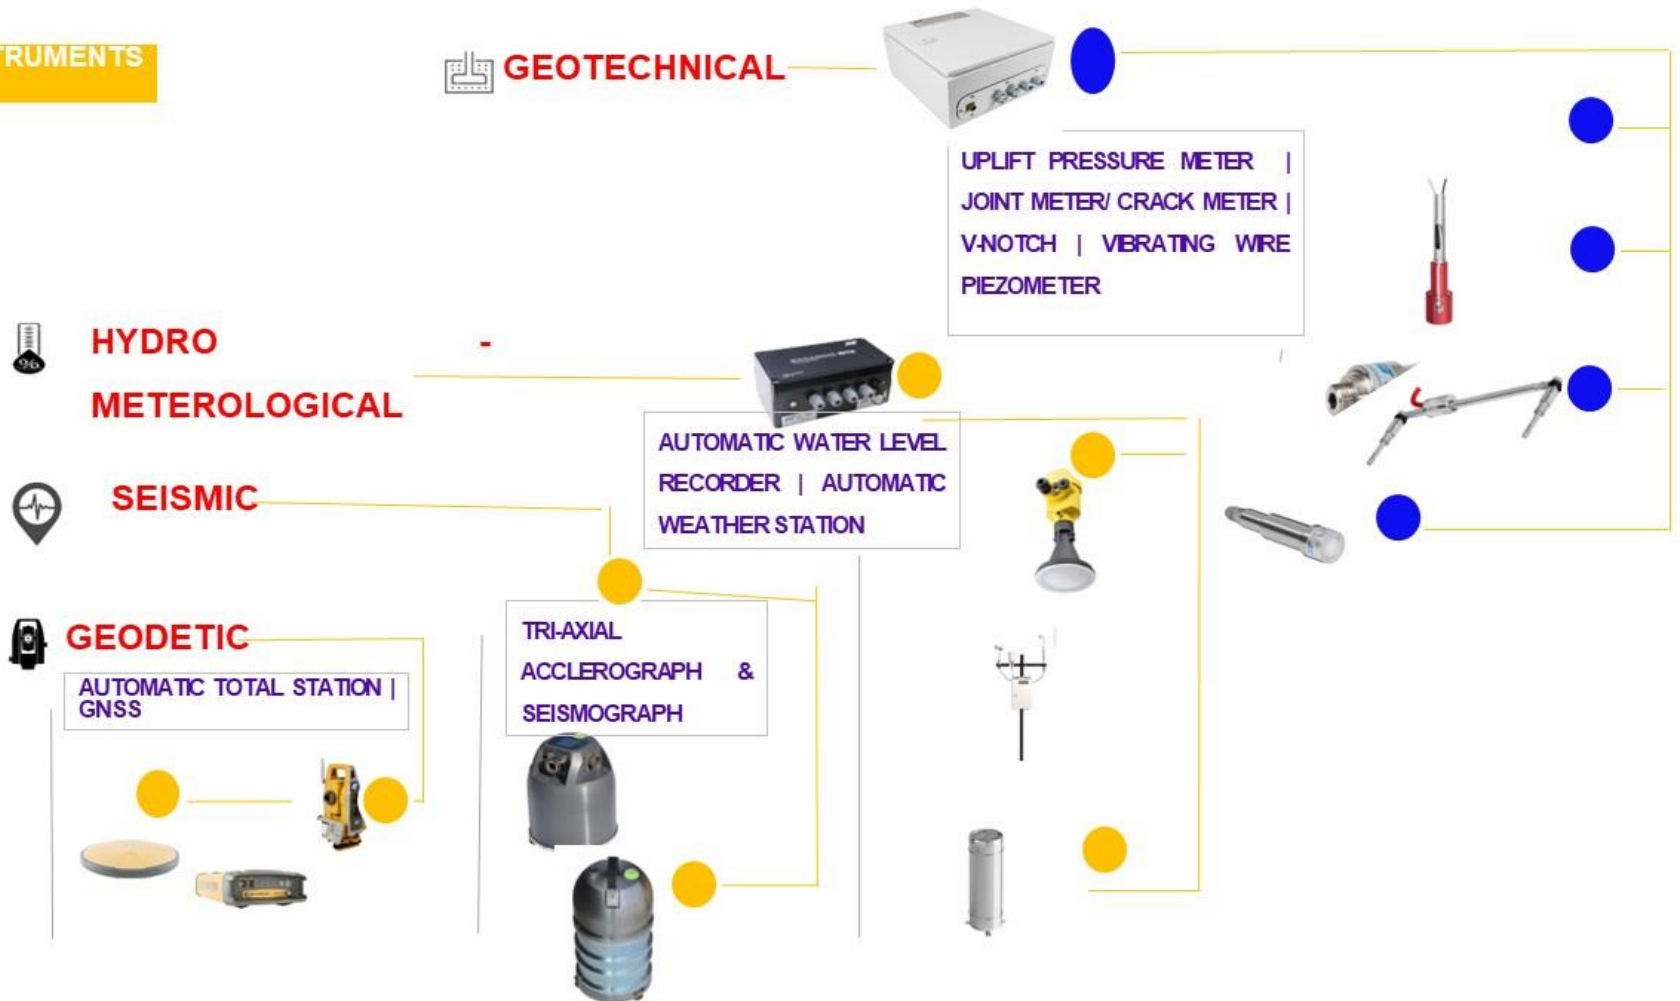 TRUMENTS
GEOTECHNICAL
UPLIFT PRESSURE METER |
JOINT METER/ CRACK METER |
V-NOTCH | VIBRATING WIRE
PIEZOMETER
%
HYDRO -
METEROLOGICAL
AUTOMATIC WATER LEVEL
RECORDER | AUTOMATIC
WEATHER STATION
SEISMIC
TRI-AXIAL
ACCLEROGRAPH &
SEISMOGRAPH
GEODETIC
AUTOMATIC TOTAL STATION |
GNSS